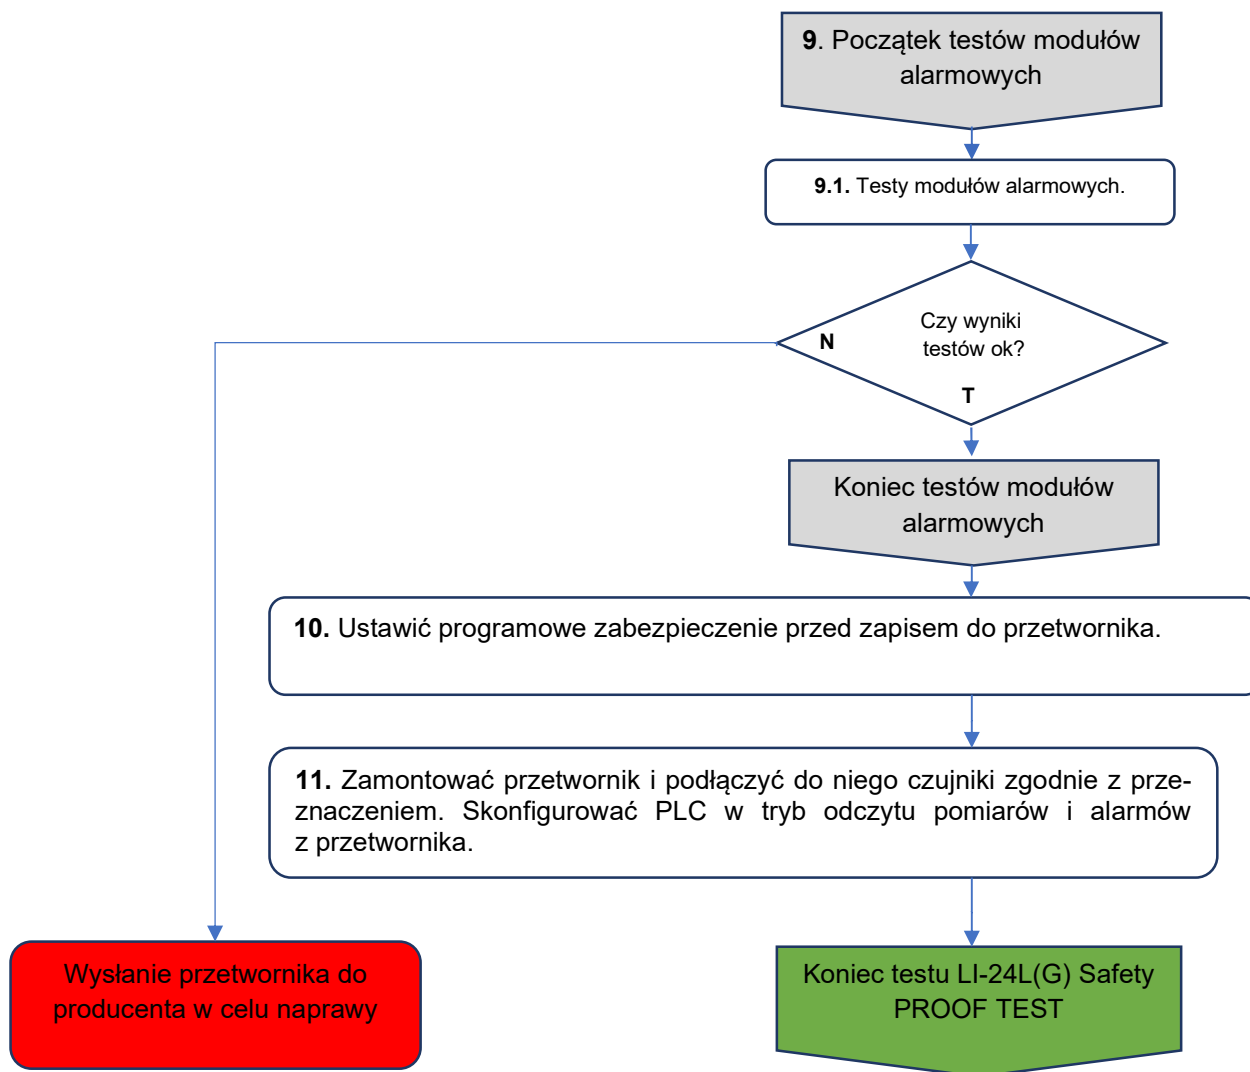 9. Początek testów modułów
alarmowych
9.1. Testy modułów alarmowych.
Czy wyniki
testów ok?
N
T
Koniec testów modułów
alarmowych
10. Ustawić programowe zabezpieczenie przed zapisem do przetwornika.
11. Zamontować przetwornik i podłączyć do niego czujniki zgodnie z prze-
znaczeniem. Skonfigurować PLC w tryb odczytu pomiarów i alarmów
z przetwornika.
Wysłanie przetwornika do
producenta w celu naprawy
Koniec testu LI-24L(G) Safety
PROOF TEST